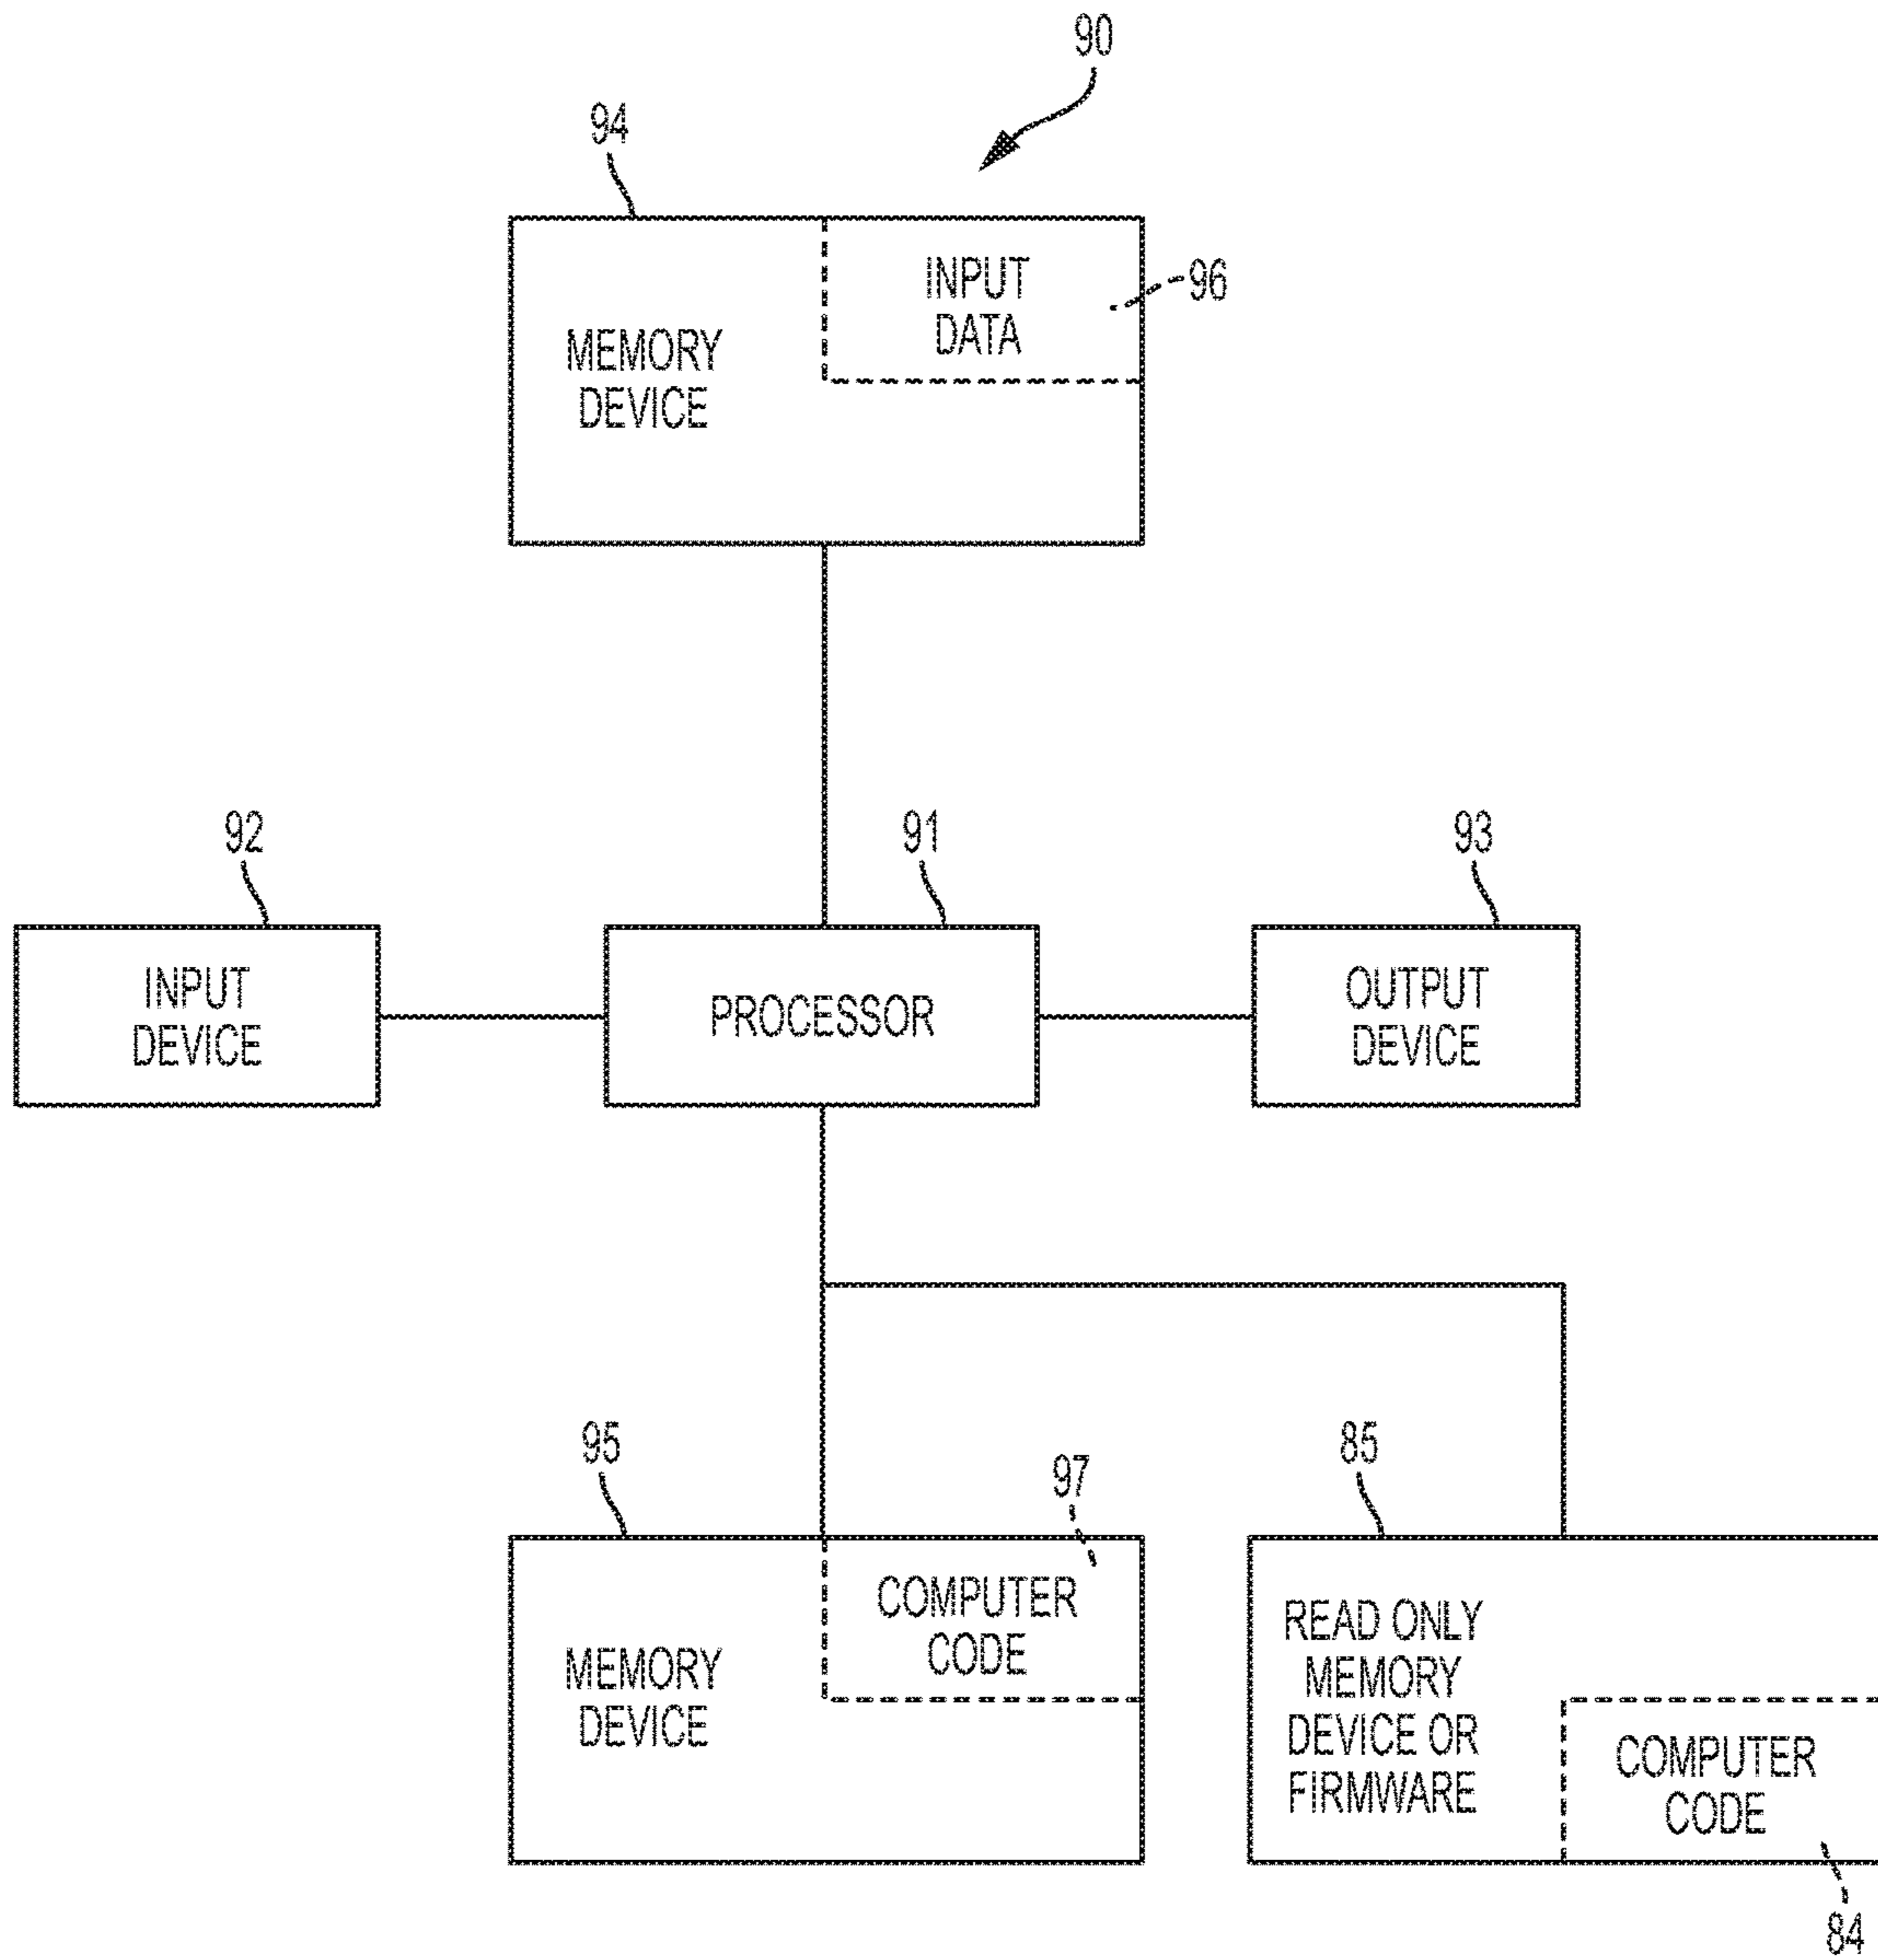 90
94
INPUT
DATA
96
MEMORY
DEVICE
92
91
93
INPUT
DEVICE
PROCESSOR
OUTPUT
DEVICE
95
97
85
COMPUTER
CODE
MEMORY
DEVICE
READ ONLY
MEMORY
DEVICE OR
FIRMWARE
COMPUTER
CODE
84